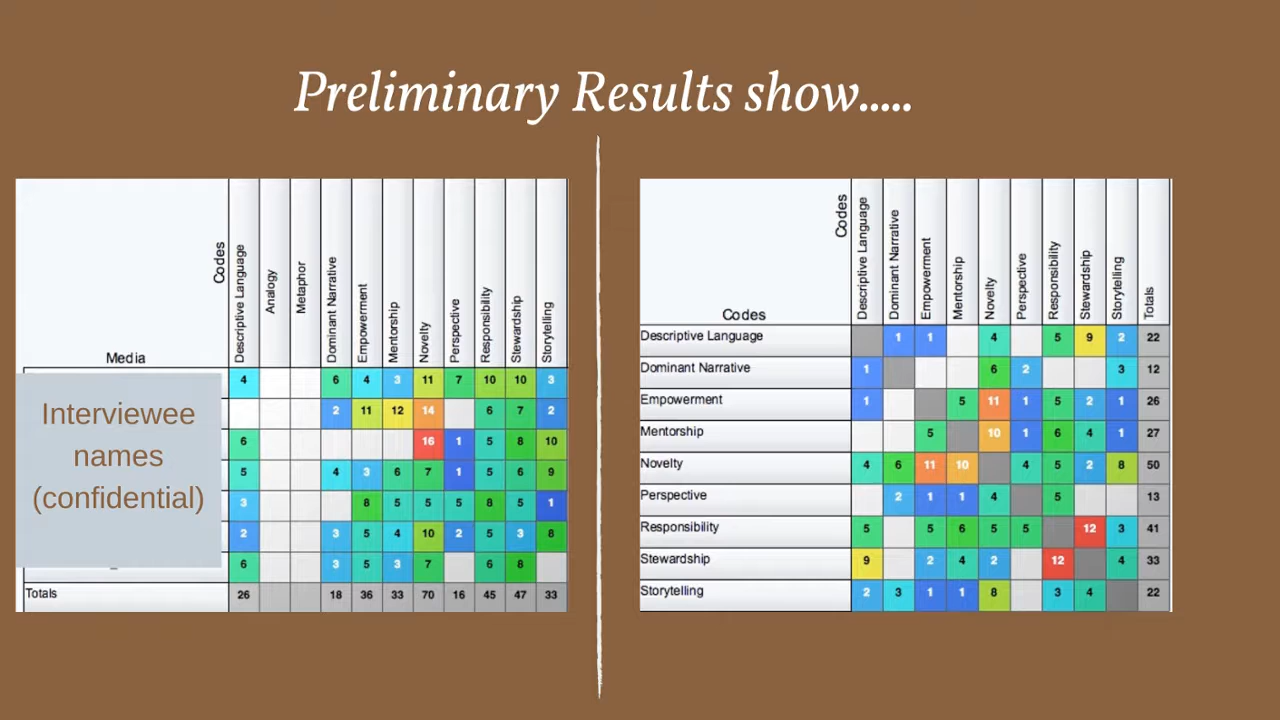 Preliminary Results show.....
Codes
Descriptive Language
Analogy
Metaphor
Dominant Narrative
Empowerment
Mentorship
Novelty
Perspective
Responsibility
Stewardship
Storytelling
Media
Interviewee
names
(confidential)
4 6 4 3 11 7 10 10 3
2 11 12 14 6 7 2
6 16 1 5 8 10
5 4 3 6 7 1 5 6 9
3 8 5 5 5 8 5 1
2 3 5 4 10 2 5 3 8
6 3 5 3 7 6 8
Totals 26 18 36 33 70 16 45 47 33
Codes
Descriptive Language
Dominant Narrative
Empowerment
Mentorship
Novelty
Perspective
Responsibility
Stewardship
Storytelling
Totals
Codes
Descriptive Language 1 1 4 5 9 2 22
Dominant Narrative 1 6 2 3 12
Empowerment 1 5 11 1 5 2 1 26
Mentorship 5 10 1 6 4 1 27
Novelty 4 6 11 10 4 5 2 8 50
Perspective 2 1 1 4 5 13
Responsibility 5 5 6 5 5 12 3 41
Stewardship 9 2 4 2 12 4 33
Storytelling 2 3 1 1 8 3 4 22